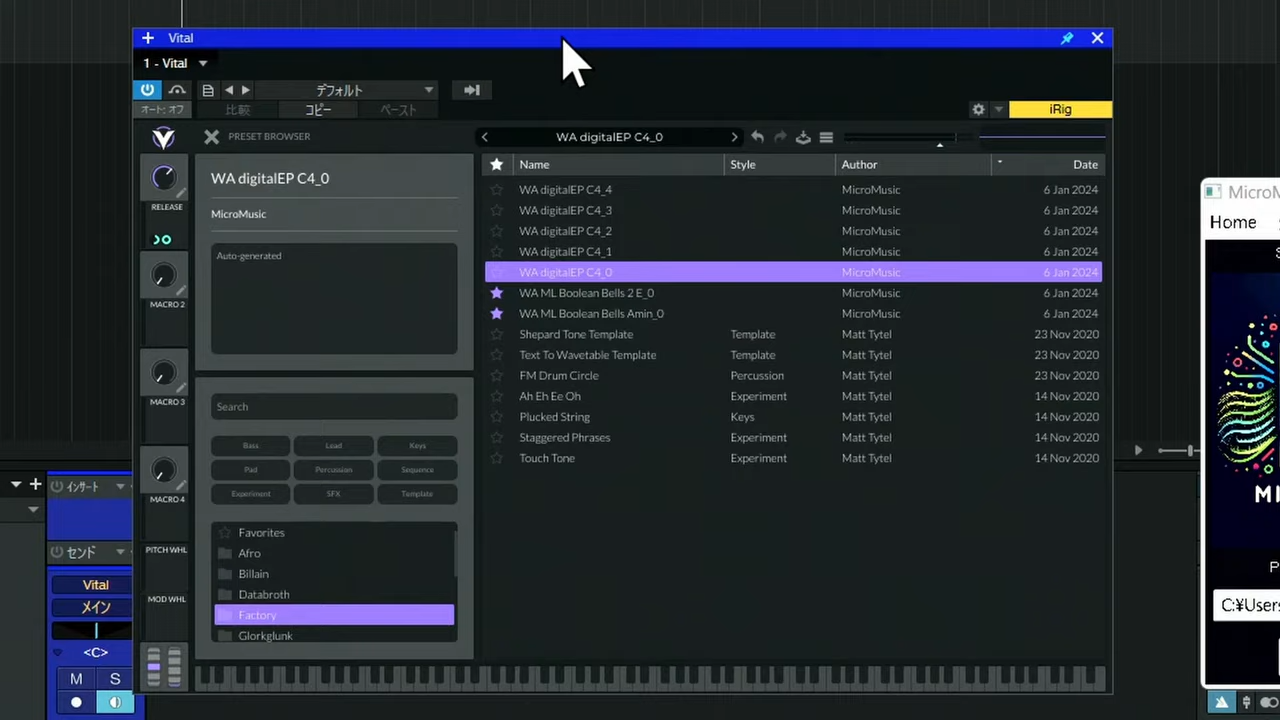 Vital
1 - Vital
デフォルト
オート: オフ
比較
コピー
ペースト
iRig
PRESET BROWSER
WA digitalEP C4_0
WA digitalEP C4_0
MicroMusic
Auto-generated
RELEASE
MACRO 2
MACRO 3
MACRO 4
PITCH WHL
MOD WHL
Search
Bass Lead Keys
Pad Percussion Sequence
Experiment SFX Template
Favorites
Afro
Billain
Databroth
Factory
Glorkglunk
Name Style Author Date
WA digitalEP C4_4 MicroMusic 6 Jan 2024
WA digitalEP C4_3 MicroMusic 6 Jan 2024
WA digitalEP C4_2 MicroMusic 6 Jan 2024
WA digitalEP C4_1 MicroMusic 6 Jan 2024
WA digitalEP C4_0 MicroMusic 6 Jan 2024
WA ML Boolean Bells 2 E_0 MicroMusic 6 Jan 2024
WA ML Boolean Bells Amin_0 MicroMusic 6 Jan 2024
Shepard Tone Template Template Matt Tytel 23 Nov 2020
Text To Wavetable Template Template Matt Tytel 23 Nov 2020
FM Drum Circle Percussion Matt Tytel 23 Nov 2020
Ah Eh Ee Oh Experiment Matt Tytel 14 Nov 2020
Plucked String Keys Matt Tytel 14 Nov 2020
Staggered Phrases Experiment Matt Tytel 14 Nov 2020
Touch Tone Experiment Matt Tytel 14 Nov 2020
インサート
センド
Vital
メイン
<C>
M S
MicroM
Home
MI
P
C:¥Users